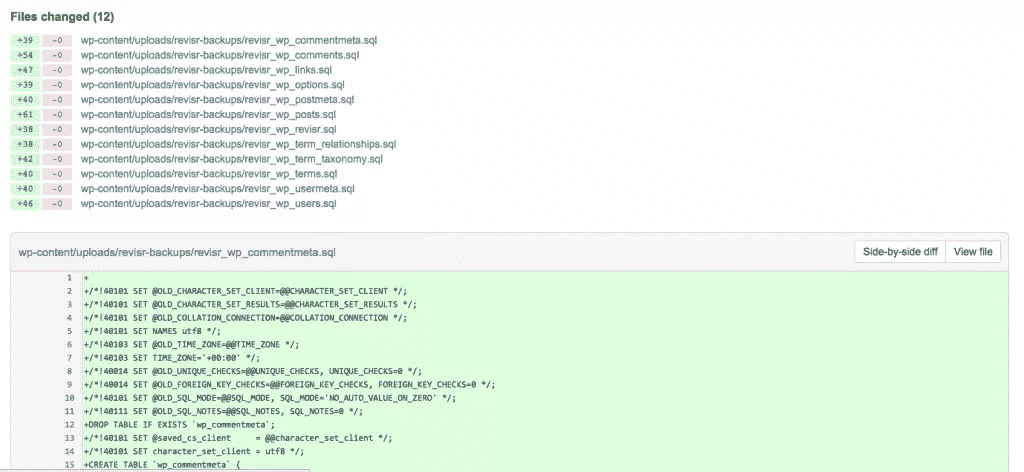 Files changed (12)
+39 -0 wp-content/uploads/revisr-backups/revisr_wp_commentmeta.sql
+54 -0 wp-content/uploads/revisr-backups/revisr_wp_comments.sql
+47 -0 wp-content/uploads/revisr-backups/revisr_wp_links.sql
+39 -0 wp-content/uploads/revisr-backups/revisr_wp_options.sql
+40 -0 wp-content/uploads/revisr-backups/revisr_wp_postmeta.sql
+61 -0 wp-content/uploads/revisr-backups/revisr_wp_posts.sql
+38 -0 wp-content/uploads/revisr-backups/revisr_wp_revisr.sql
+38 -0 wp-content/uploads/revisr-backups/revisr_wp_term_relationships.sql
+42 -0 wp-content/uploads/revisr-backups/revisr_wp_term_taxonomy.sql
+40 -0 wp-content/uploads/revisr-backups/revisr_wp_terms.sql
+40 -0 wp-content/uploads/revisr-backups/revisr_wp_usermeta.sql
+46 -0 wp-content/uploads/revisr-backups/revisr_wp_users.sql
wp-content/uploads/revisr-backups/revisr_wp_commentmeta.sql Side-by-side diff View file
1 +
2 +/*!40101 SET @OLD_CHARACTER_SET_CLIENT=@@CHARACTER_SET_CLIENT */;
3 +/*!40101 SET @OLD_CHARACTER_SET_RESULTS=@@CHARACTER_SET_RESULTS */;
4 +/*!40101 SET @OLD_COLLATION_CONNECTION=@@COLLATION_CONNECTION */;
5 +/*!40101 SET NAMES utf8 */;
6 +/*!40103 SET @OLD_TIME_ZONE=@@TIME_ZONE */;
7 +/*!40103 SET TIME_ZONE='+00:00' */;
8 +/*!40014 SET @OLD_UNIQUE_CHECKS=@@UNIQUE_CHECKS, UNIQUE_CHECKS=0 */;
9 +/*!40014 SET @OLD_FOREIGN_KEY_CHECKS=@@FOREIGN_KEY_CHECKS, FOREIGN_KEY_CHECKS=0 */;
10 +/*!40101 SET @OLD_SQL_MODE=@@SQL_MODE, SQL_MODE='NO_AUTO_VALUE_ON_ZERO' */;
11 +/*!40111 SET @OLD_SQL_NOTES=@@SQL_NOTES, SQL_NOTES=0 */;
12 +DROP TABLE IF EXISTS `wp_commentmeta`;
13 +/*!40101 SET @saved_cs_client     = @@character_set_client */;
14 +/*!40101 SET character_set_client = utf8 */;
15 +CREATE TABLE `wp_commentmeta` (